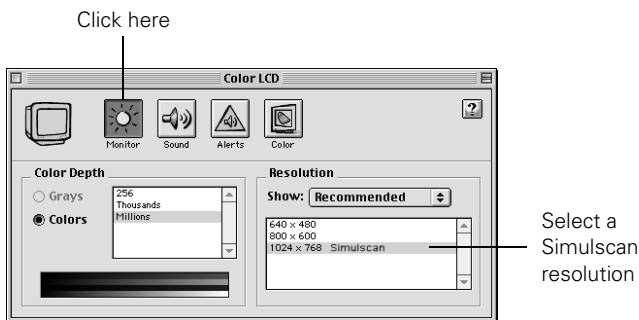 Click here
Color LCD
?
Monitor Sound Alerts Color
Color Depth
Grays
Colors
256
Thousands
Millions
Resolution
Show: Recommended
640 x 480
800 x 600
1024 x 768 Simulscan
Select a
Simulscan
resolution